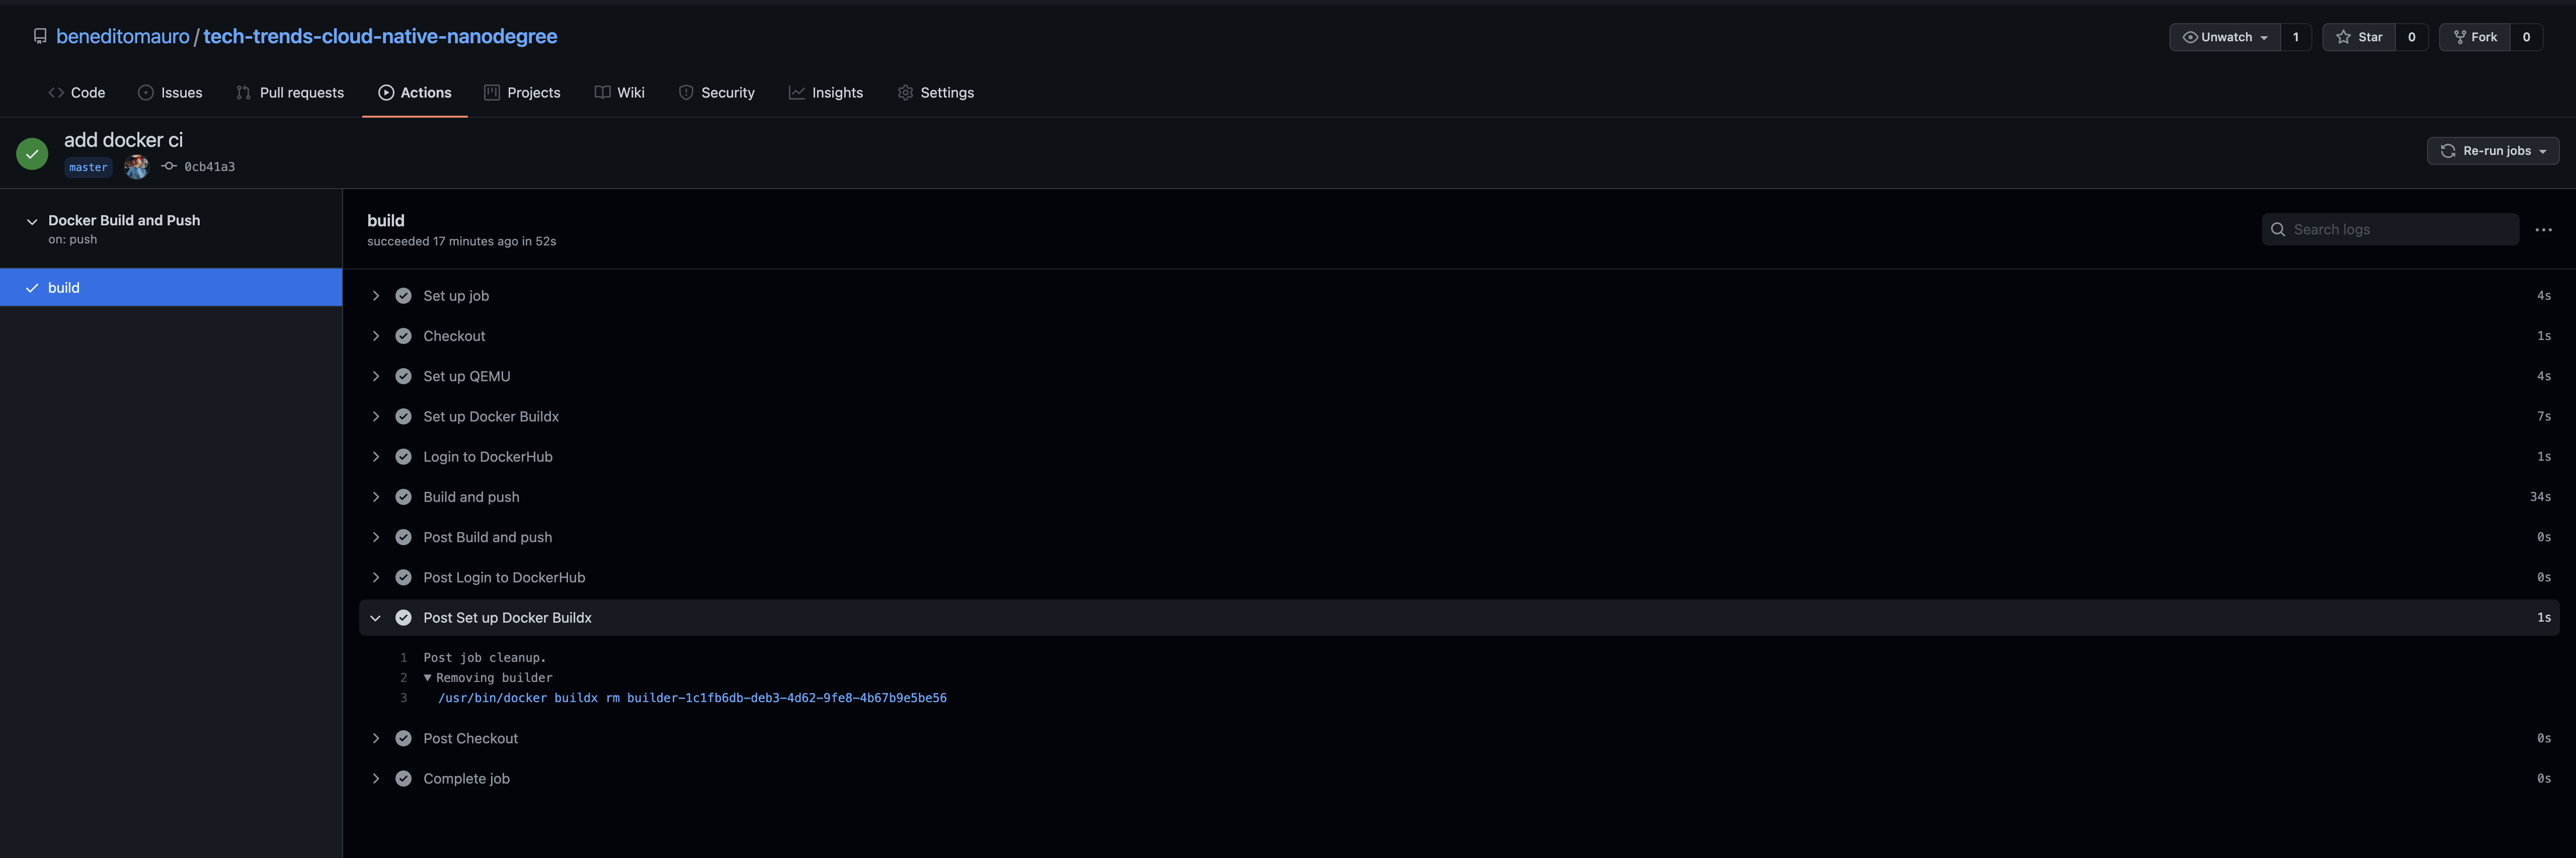 beneditomauro / tech-trends-cloud-native-nanodegree
Unwatch 1 Star 0 Fork 0
Code Issues Pull requests Actions Projects Wiki Security Insights Settings
add docker ci
master 0cb41a3
Re-run jobs
Docker Build and Push
on: push
build
build
succeeded 17 minutes ago in 52s
Search logs
Set up job 4s
Checkout 1s
Set up QEMU 4s
Set up Docker Buildx 7s
Login to DockerHub 1s
Build and push 34s
Post Build and push 0s
Post Login to DockerHub 0s
Post Set up Docker Buildx 1s
1 Post job cleanup.
2 Removing builder
3 /usr/bin/docker buildx rm builder-1c1fb6db-deb3-4d62-9fe8-4b67b9e5be56
Post Checkout 0s
Complete job 0s